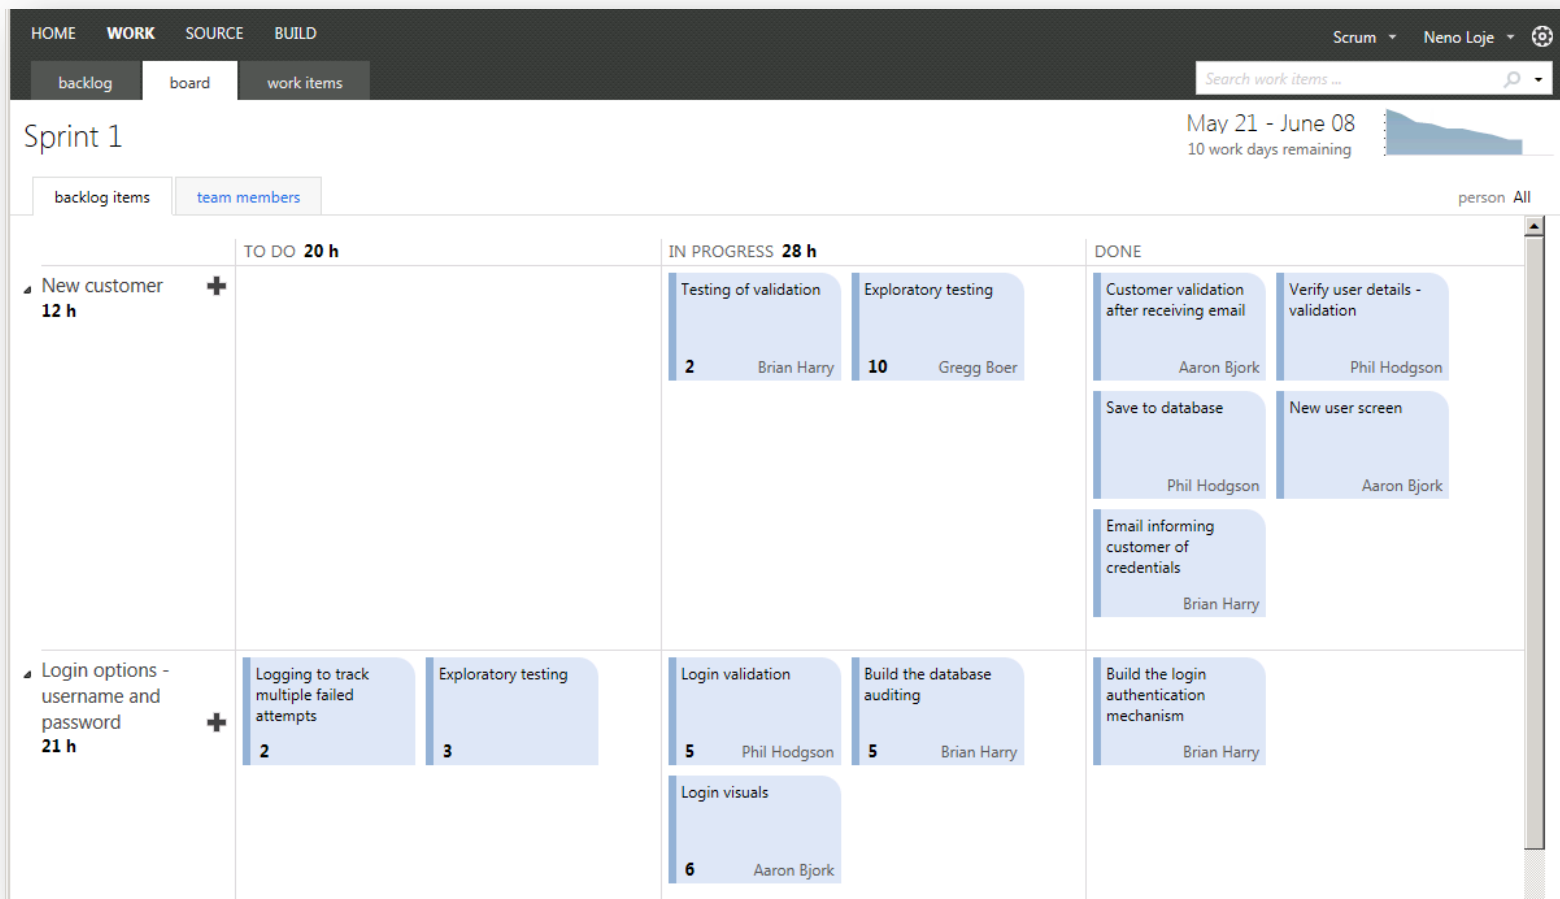 HOME WORK SOURCE BUILD
Scrum Neno Loje
backlog board work items
Search work items ...
Sprint 1
May 21 - June 08
10 work days remaining
backlog items team members
person All
TO DO 20 h IN PROGRESS 28 h DONE
New customer
12 h
Testing of validation
2 Brian Harry
Exploratory testing
10 Gregg Boer
Customer validation
after receiving email
Aaron Bjork
Verify user details -
validation
Phil Hodgson
Save to database
Phil Hodgson
New user screen
Aaron Bjork
Email informing
customer of
credentials
Brian Harry
Login options -
username and
password
21 h
Logging to track
multiple failed
attempts
2
Exploratory testing
3
Login validation
5 Phil Hodgson
Build the database
auditing
5 Brian Harry
Login visuals
6 Aaron Bjork
Build the login
authentication
mechanism
Brian Harry